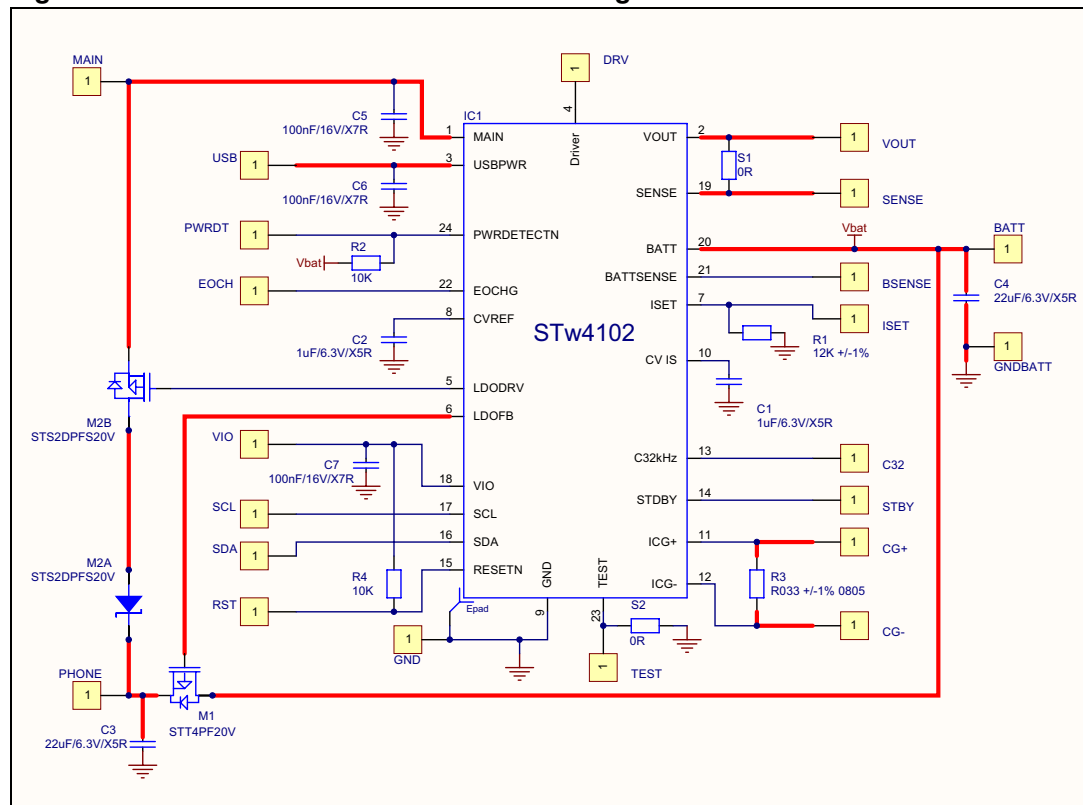 MAIN
1
DRV
1
4
IC1
C5
100nF/16V/X7R
1
MAIN
Driver
VOUT
2
1
VOUT
S1
0R
USB
1
3
USBPWR
C6
100nF/16V/X7R
SENSE
19
1
SENSE
PWRDT
1
24
PWRDETECTN
Vbat
R2
10K
Vbat
BATT
20
BATT
1
EOCH
1
22
EOCHG
BATTSENSE
21
1
BSENSE
C4
22uF/6.3V/X5R
8
CVREF
C2
1uF/6.3V/X5R
ISET
7
1
ISET
R1
12K +/-1%
STw4102
1
GNDBATT
CV IS
10
C1
1uF/6.3V/X5R
5
LDODRV
6
LDOFB
M2B
STS2DPFS20V
VIO
1
C7
100nF/16V/X7R
18
VIO
C32kHz
13
1
C32
SCL
1
17
SCL
STDBY
14
1
STBY
SDA
1
16
SDA
ICG+
11
1
CG+
M2A
STS2DPFS20V
R4
10K
15
RESETN
ICG-
12
R3
R033 +/-1% 0805
RST
1
Epad
GND
9
TEST
23
S2
0R
1
CG-
1
GND
1
TEST
PHONE
1
M1
STT4PF20V
C3
22uF/6.3V/X5R